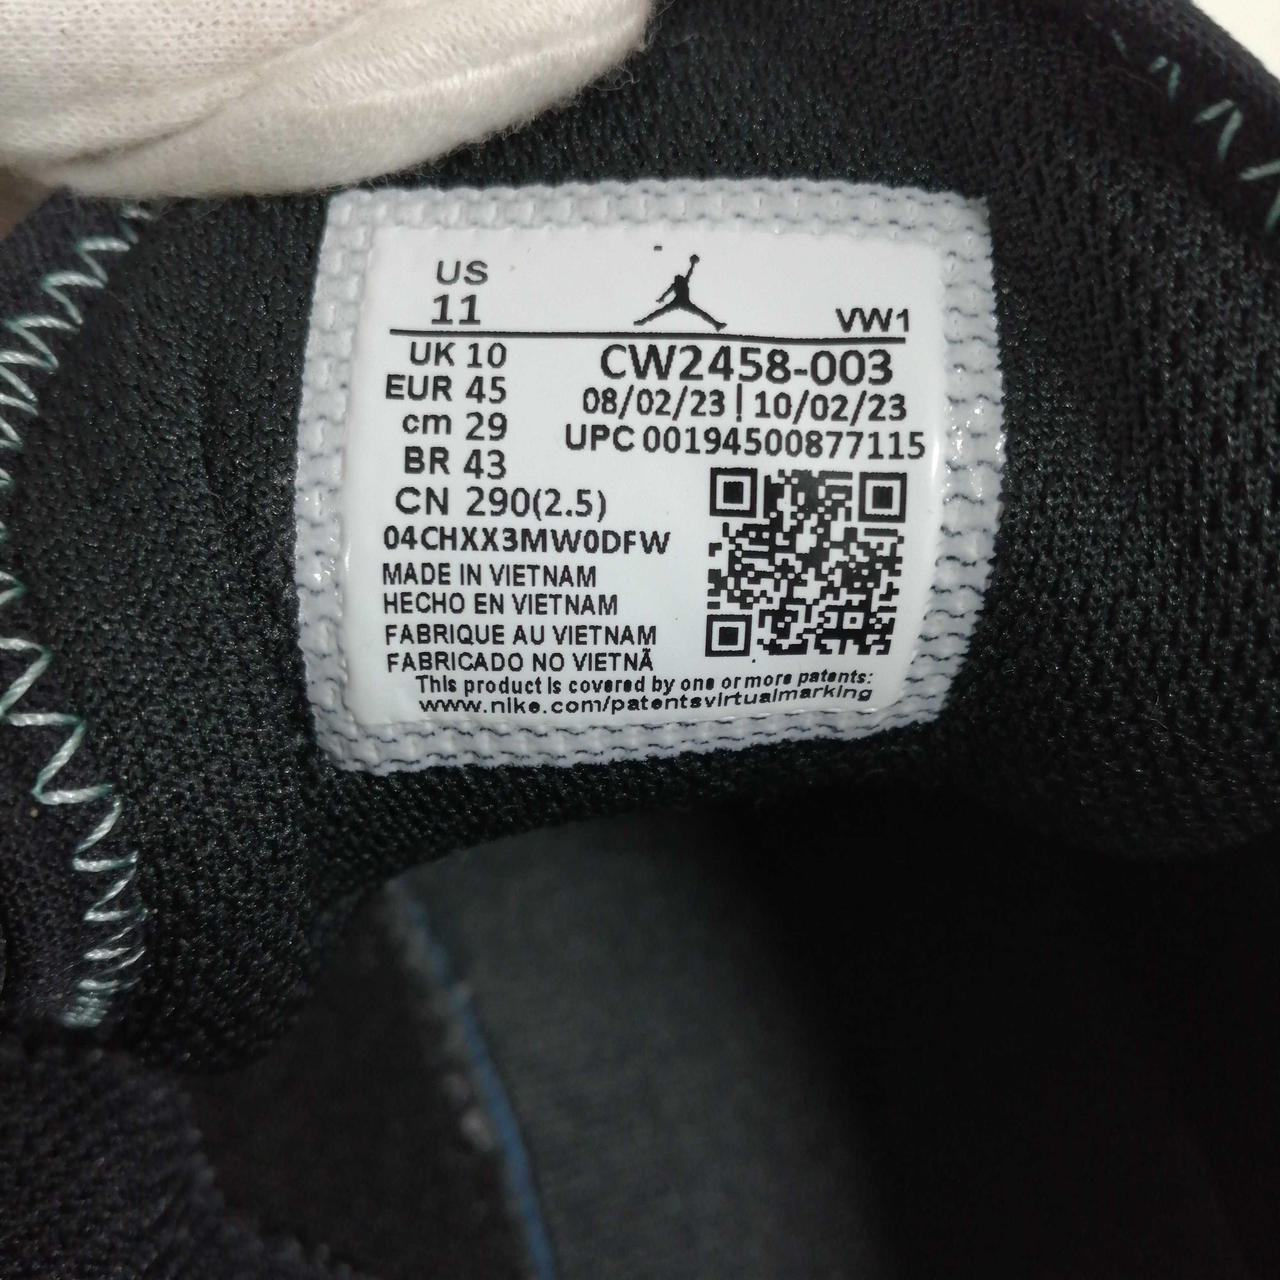 US
11
VW1
UK 10
CW2458-003
EUR 45
08/02/23 | 10/02/23
cm 29
UPC 00194500877115
BR 43
CN 290(2.5)
04CHXX3MW0DFW
MADE IN VIETNAM
HECHO EN VIETNAM
FABRIQUE AU VIETNAM
FABRICADO NO VIETNÃ
This product is covered by one or more patents:
www.nike.com/patentsvirtualmarking